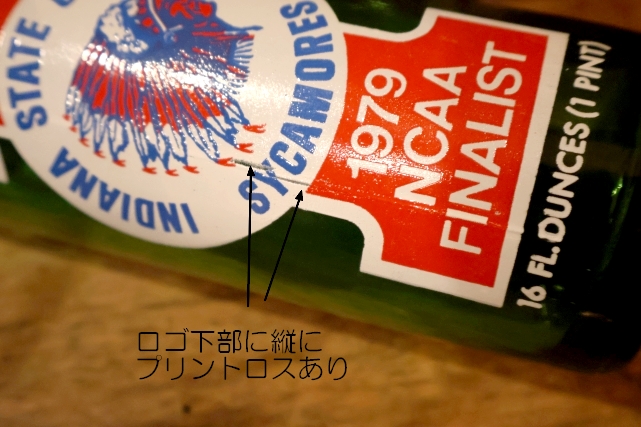 INDIANA STATE
SYCAMORES
1979
NCAA
FINALIST
16 FL. OUNCES (1 PINT)
ロゴ下部に縦に
プリントロスあり